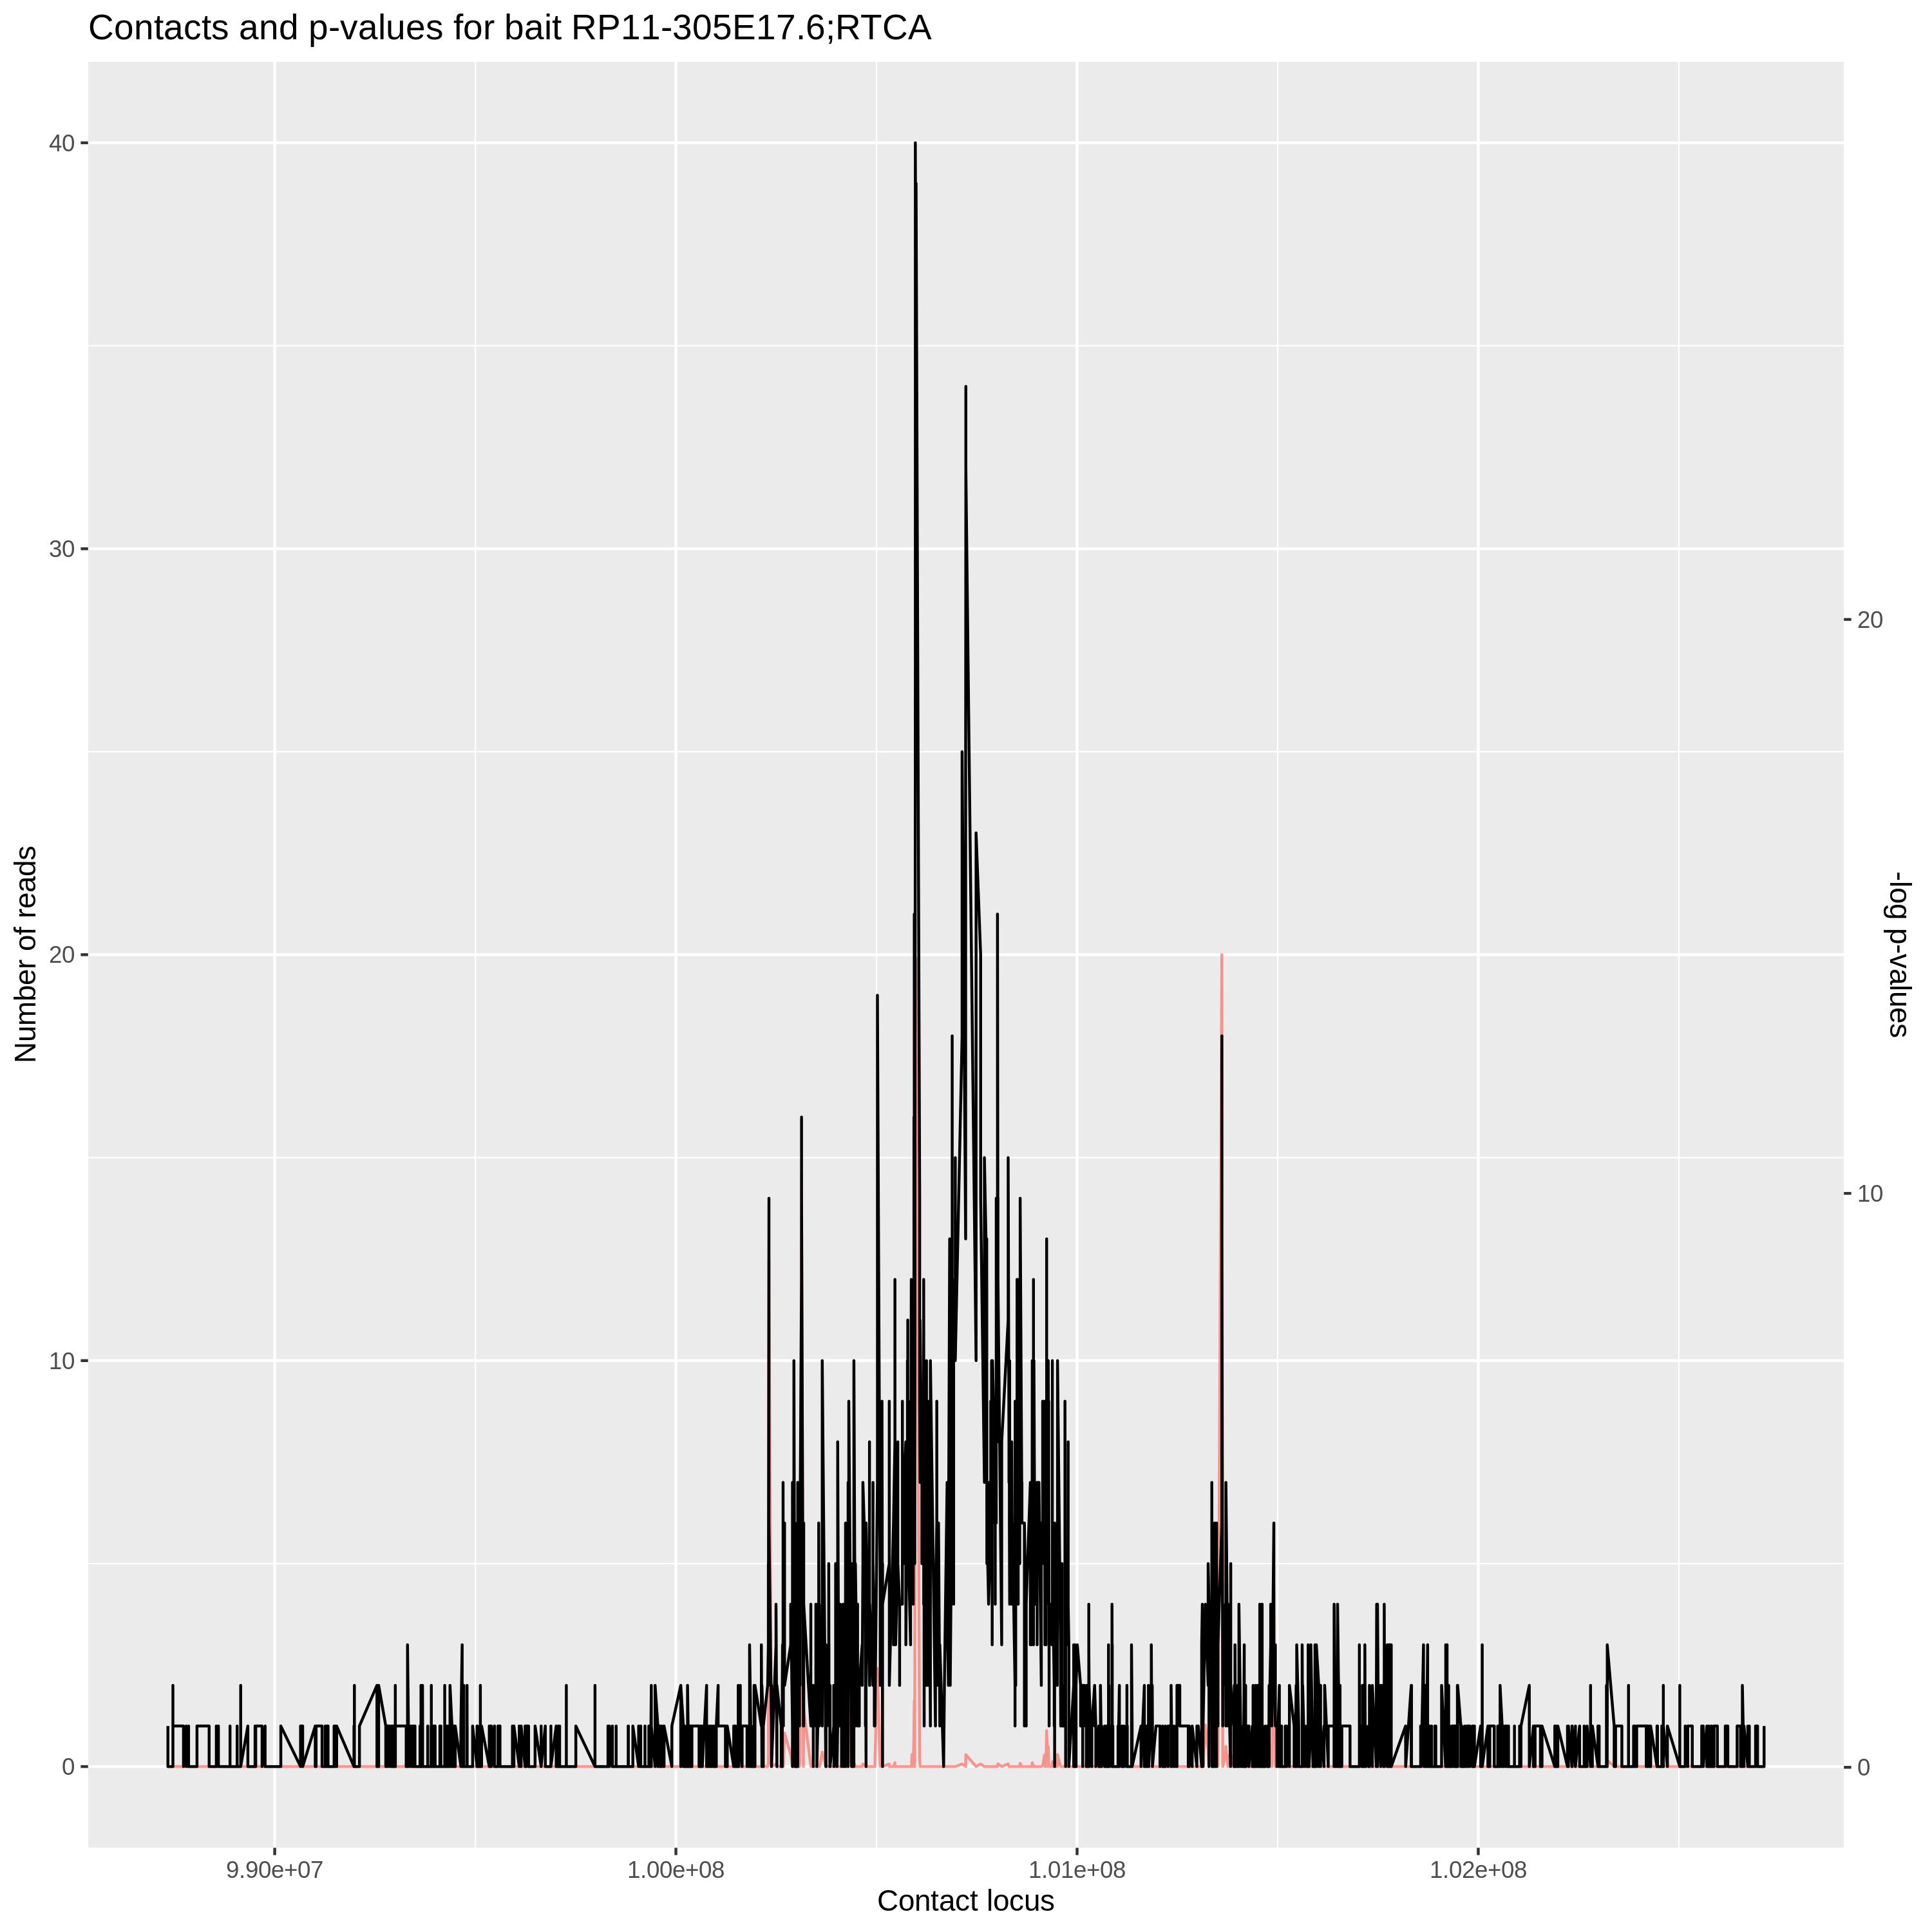 Contacts and p-values for bait RP11-305E17.6;RTCA
40
30
20
10
0
Number of reads
20
10
0
-log p-values
9.90e+07
1.00e+08
1.01e+08
1.02e+08
Contact locus